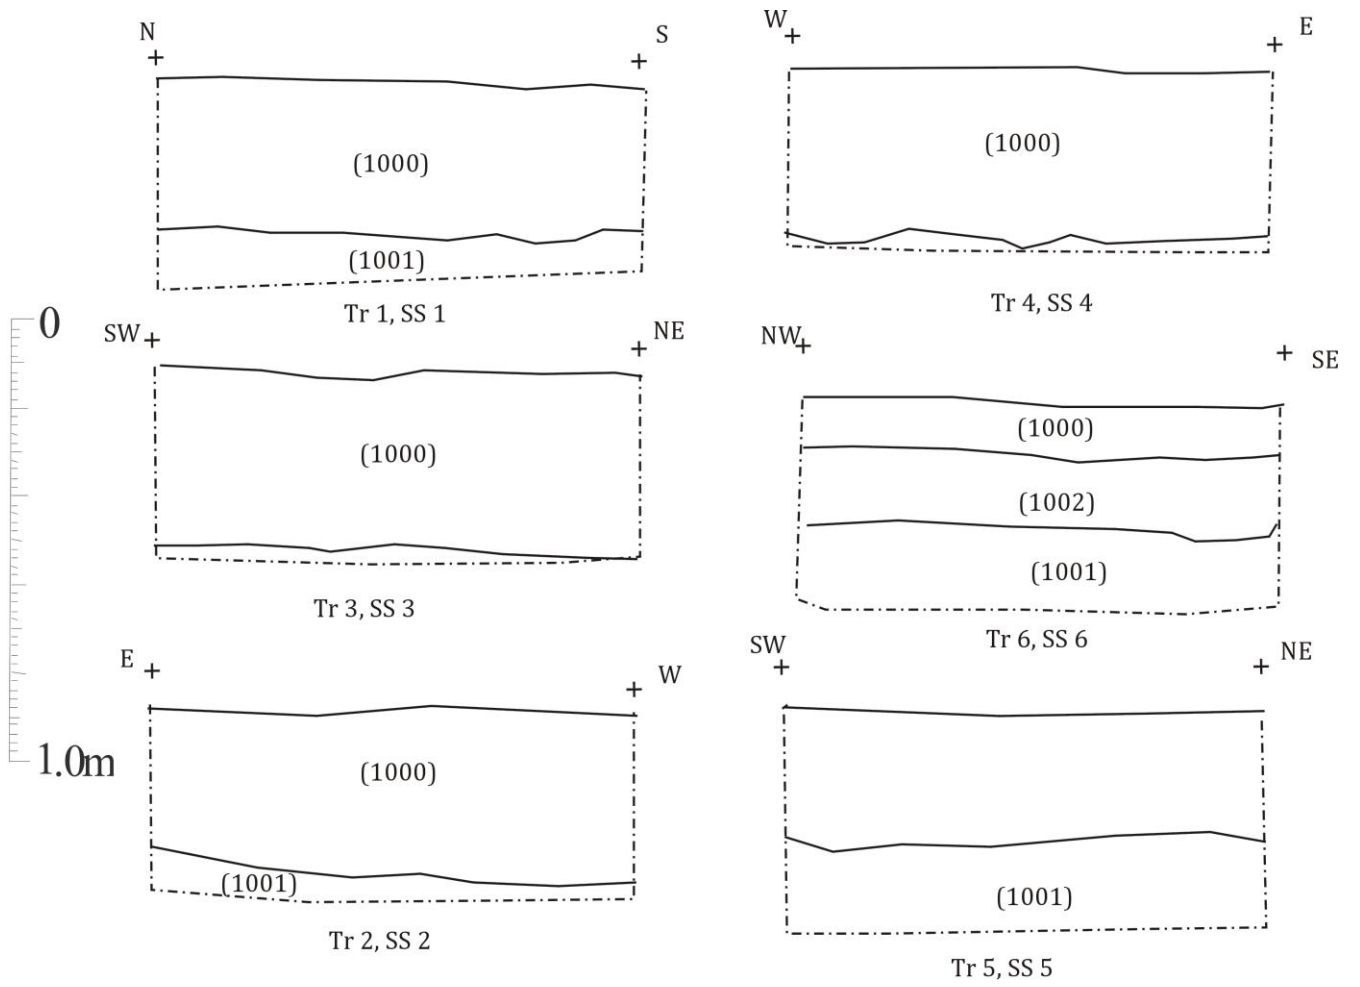 N
S
(1000)
(1001)
Tr 1, SS 1
W
E
(1000)
Tr 4, SS 4
0
1.0m
SW
NE
(1000)
Tr 3, SS 3
NW
SE
(1000)
(1002)
(1001)
Tr 6, SS 6
E
W
(1000)
(1001)
Tr 2, SS 2
SW
NE
(1001)
Tr 5, SS 5